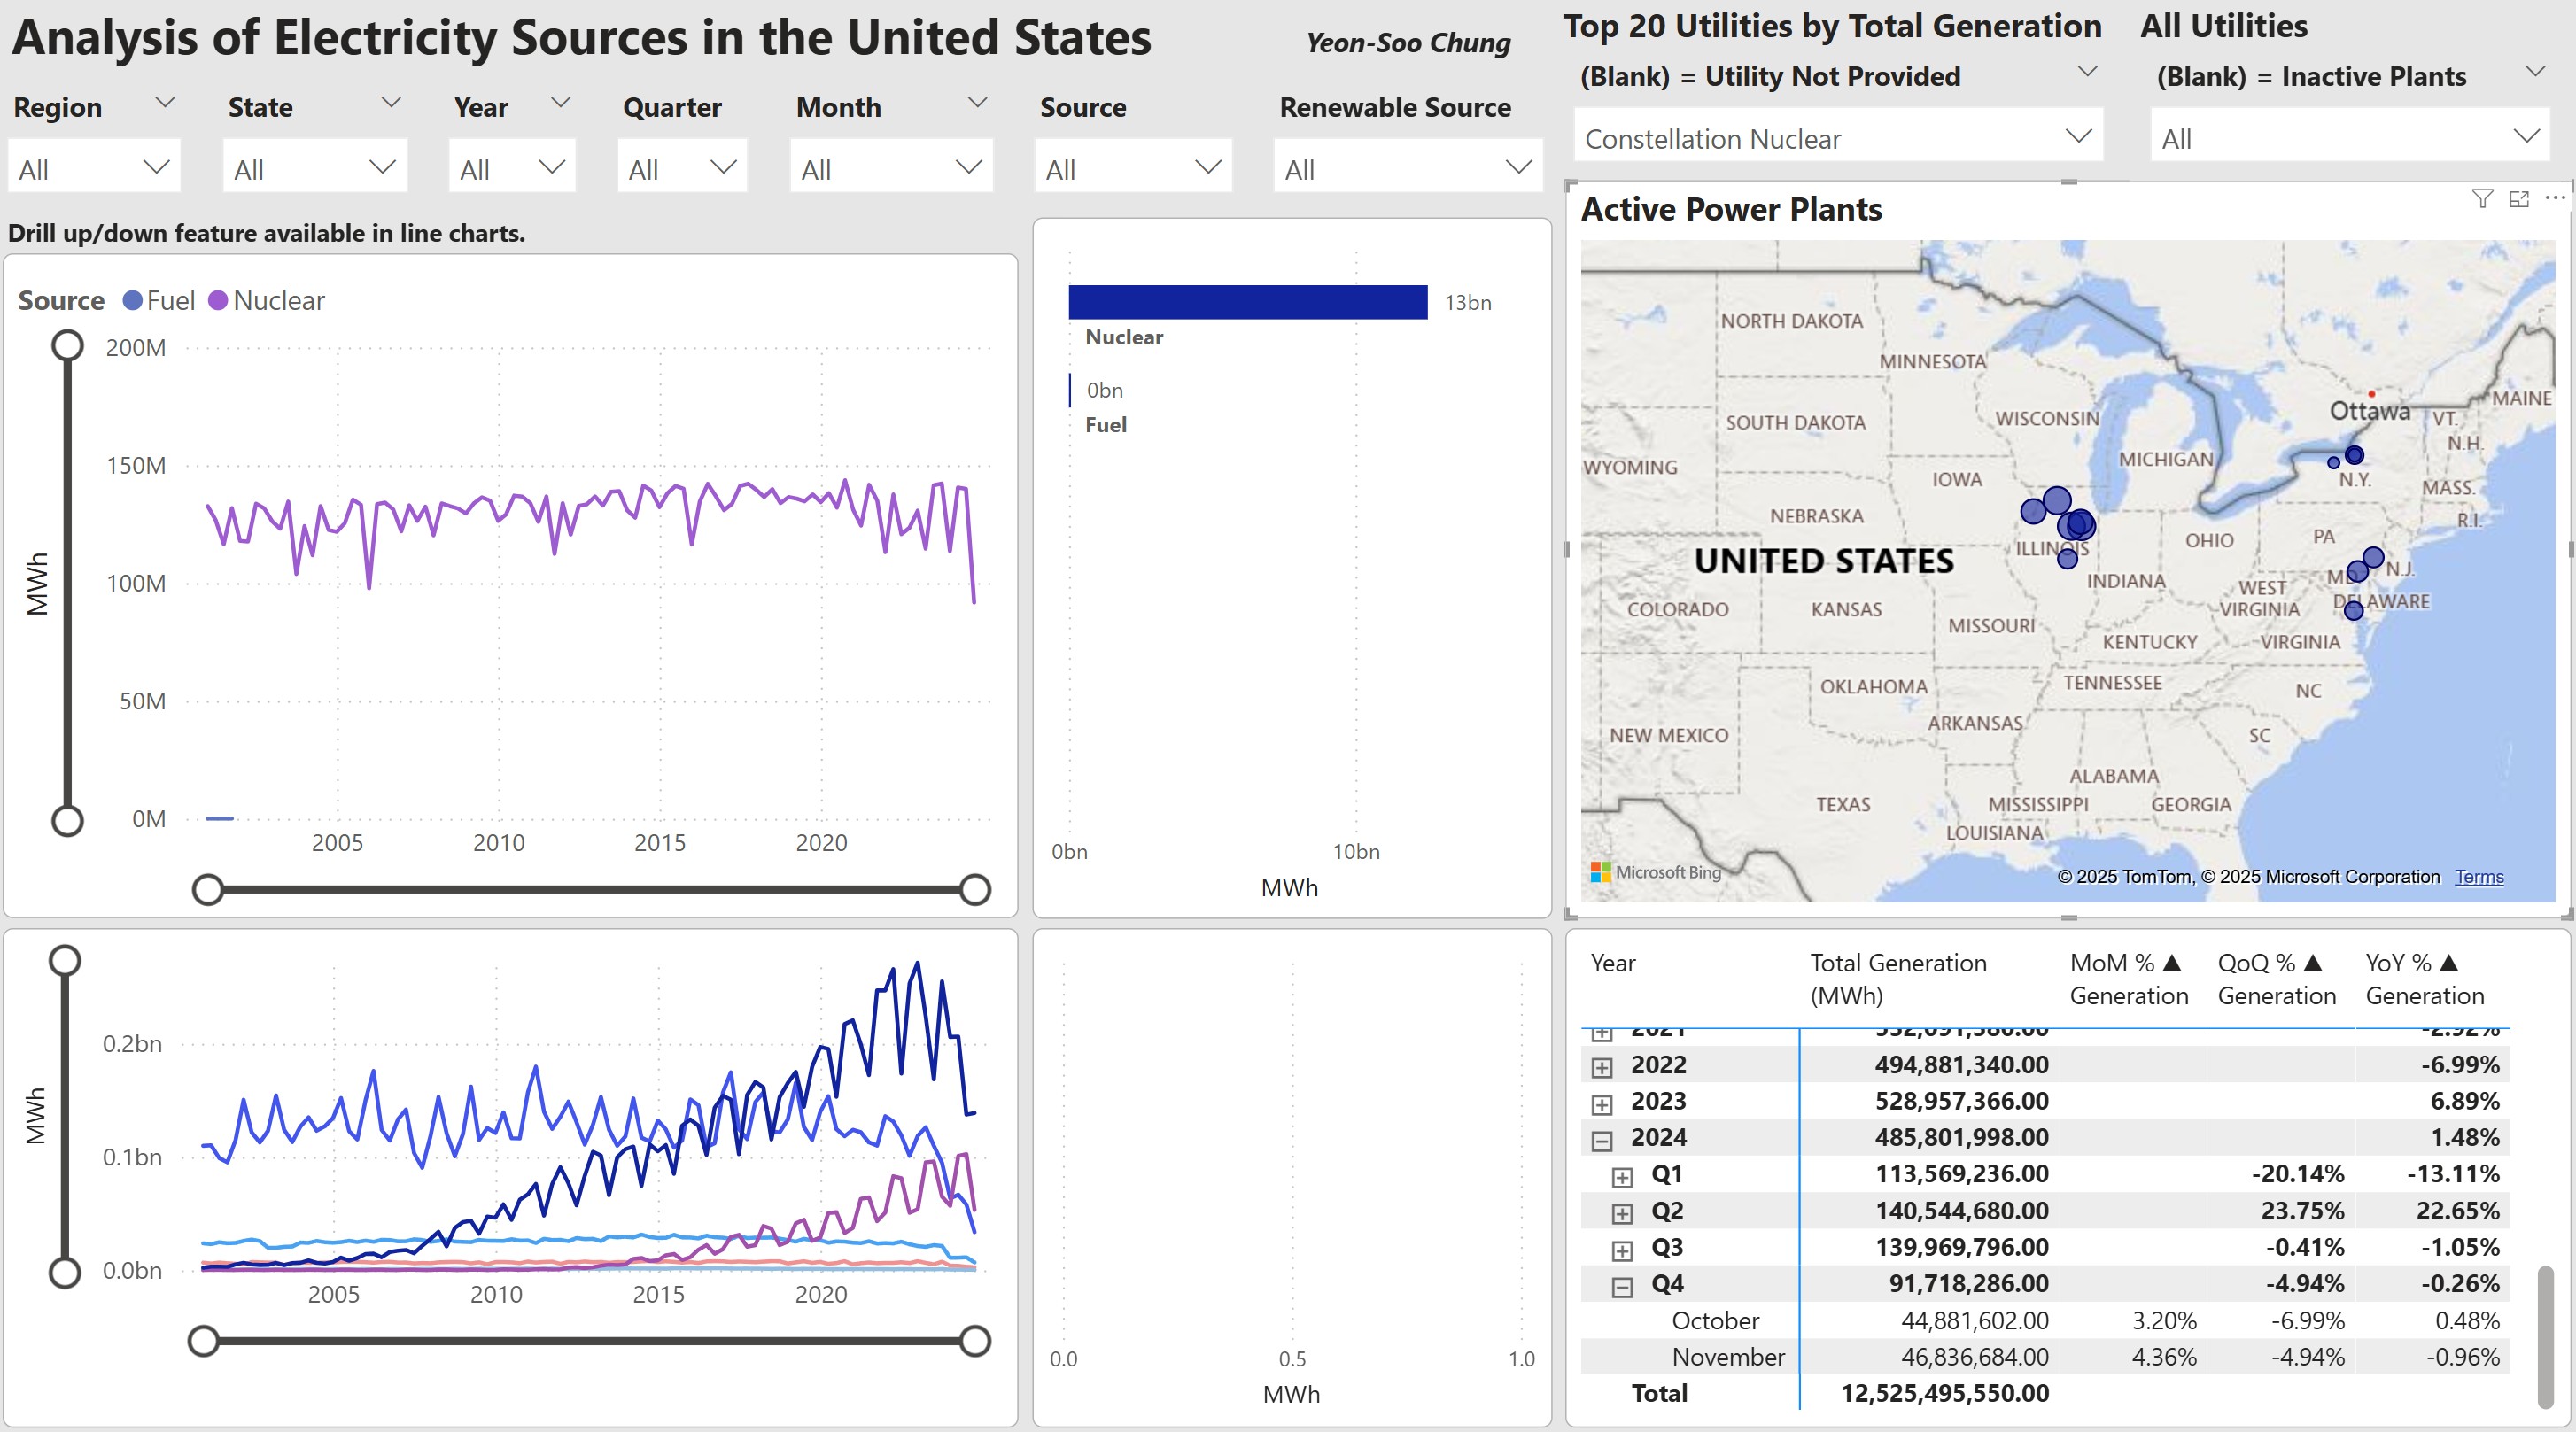 Analysis of Electricity Sources in the United States
Yeon-Soo Chung
Top 20 Utilities by Total Generation
All Utilities
(Blank) = Utility Not Provided
(Blank) = Inactive Plants
Region
State
Year
Quarter
Month
Source
Renewable Source
Constellation Nuclear
All
All
All
All
All
All
All
All
Drill up/down feature available in line charts.
Source Fuel Nuclear
200M
150M
100M
50M
0M
MWh
2005 2010 2015 2020
13bn
Nuclear
0bn
Fuel
0bn 10bn
MWh
Active Power Plants
NORTH DAKOTA
MINNESOTA
Ottawa
MAINE
SOUTH DAKOTA
WISCONSIN
VT.
N.H.
WYOMING
MICHIGAN
IOWA
N.Y.
MASS.
NEBRASKA
R.I.
UNITED STATES
ILLINOIS
OHIO
PA
INDIANA
MD
N.J.
COLORADO
KANSAS
WEST
VIRGINIA
DELAWARE
MISSOURI
KENTUCKY
VIRGINIA
OKLAHOMA
TENNESSEE
NC
NEW MEXICO
ARKANSAS
SC
ALABAMA
TEXAS
MISSISSIPPI
GEORGIA
LOUISIANA
Microsoft Bing
© 2025 TomTom, © 2025 Microsoft Corporation Terms
0.2bn
0.1bn
0.0bn
MWh
2005 2010 2015 2020
0.0 0.5 1.0
MWh
Year Total Generation MoM % ▲ QoQ % ▲ YoY % ▲
(MWh) Generation Generation Generation
2021 532,091,380.00 -2.92%
2022 494,881,340.00 -6.99%
2023 528,957,366.00 6.89%
2024 485,801,998.00 1.48%
Q1 113,569,236.00 -20.14% -13.11%
Q2 140,544,680.00 23.75% 22.65%
Q3 139,969,796.00 -0.41% -1.05%
Q4 91,718,286.00 -4.94% -0.26%
October 44,881,602.00 3.20% -6.99% 0.48%
November 46,836,684.00 4.36% -4.94% -0.96%
Total 12,525,495,550.00